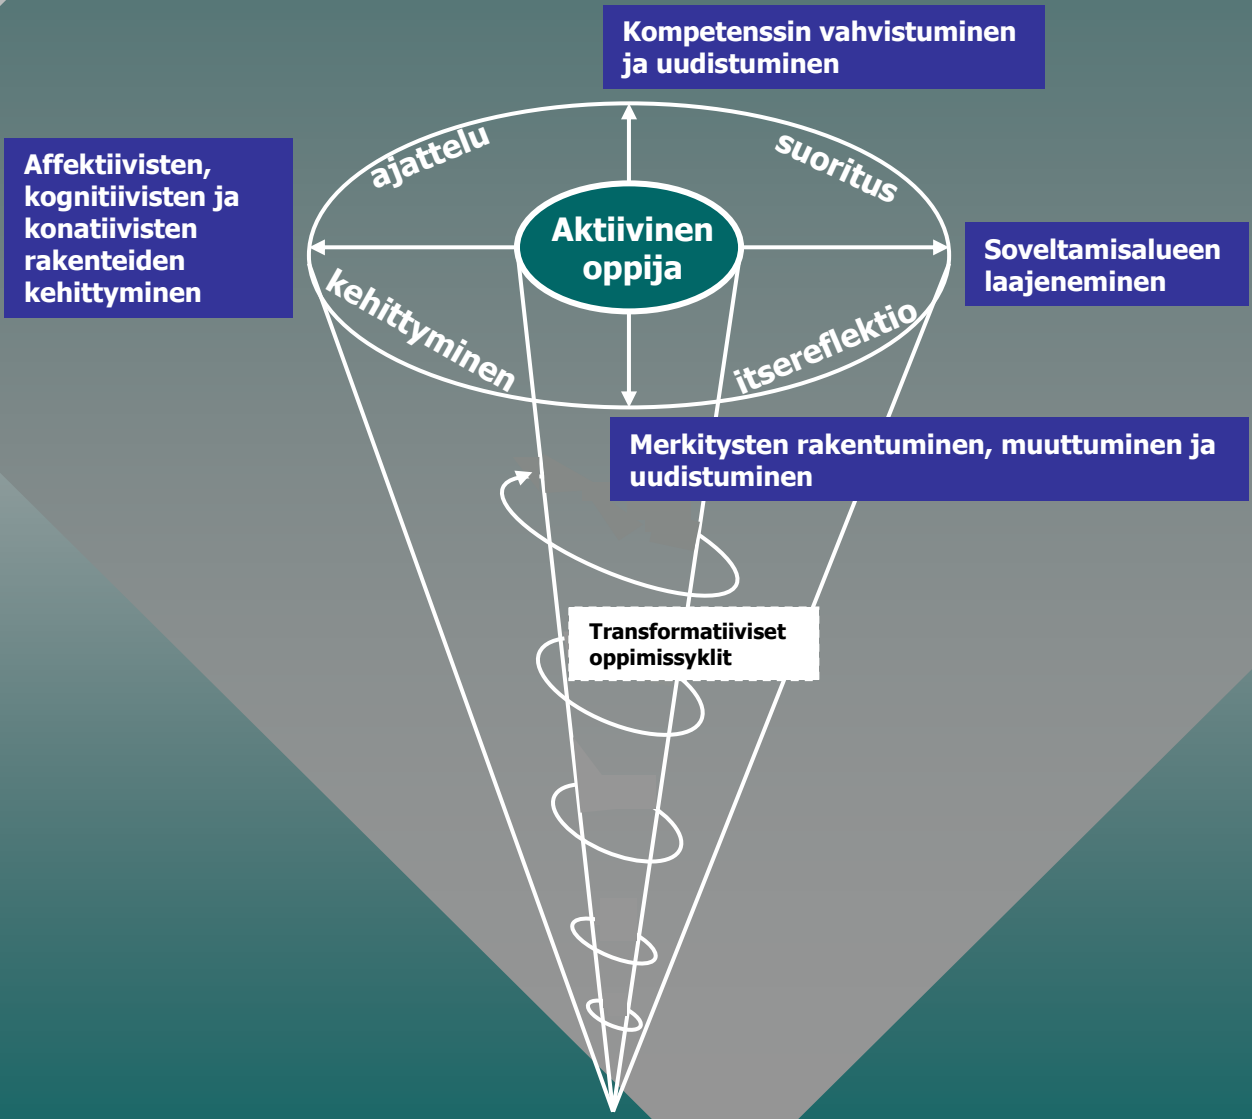 Kompetenssin vahvistuminen
ja uudistuminen
ajattelu
suoritus
Affektiivisten,
kognitiivisten ja
konatiivisten
rakenteiden
kehittyminen
Aktiivinen
oppija
Soveltamisalueen
laajeneminen
kehittyminen
itsereflektio
Merkitysten rakentuminen, muuttuminen ja
uudistuminen
Transformatiiviset
oppimissyklit